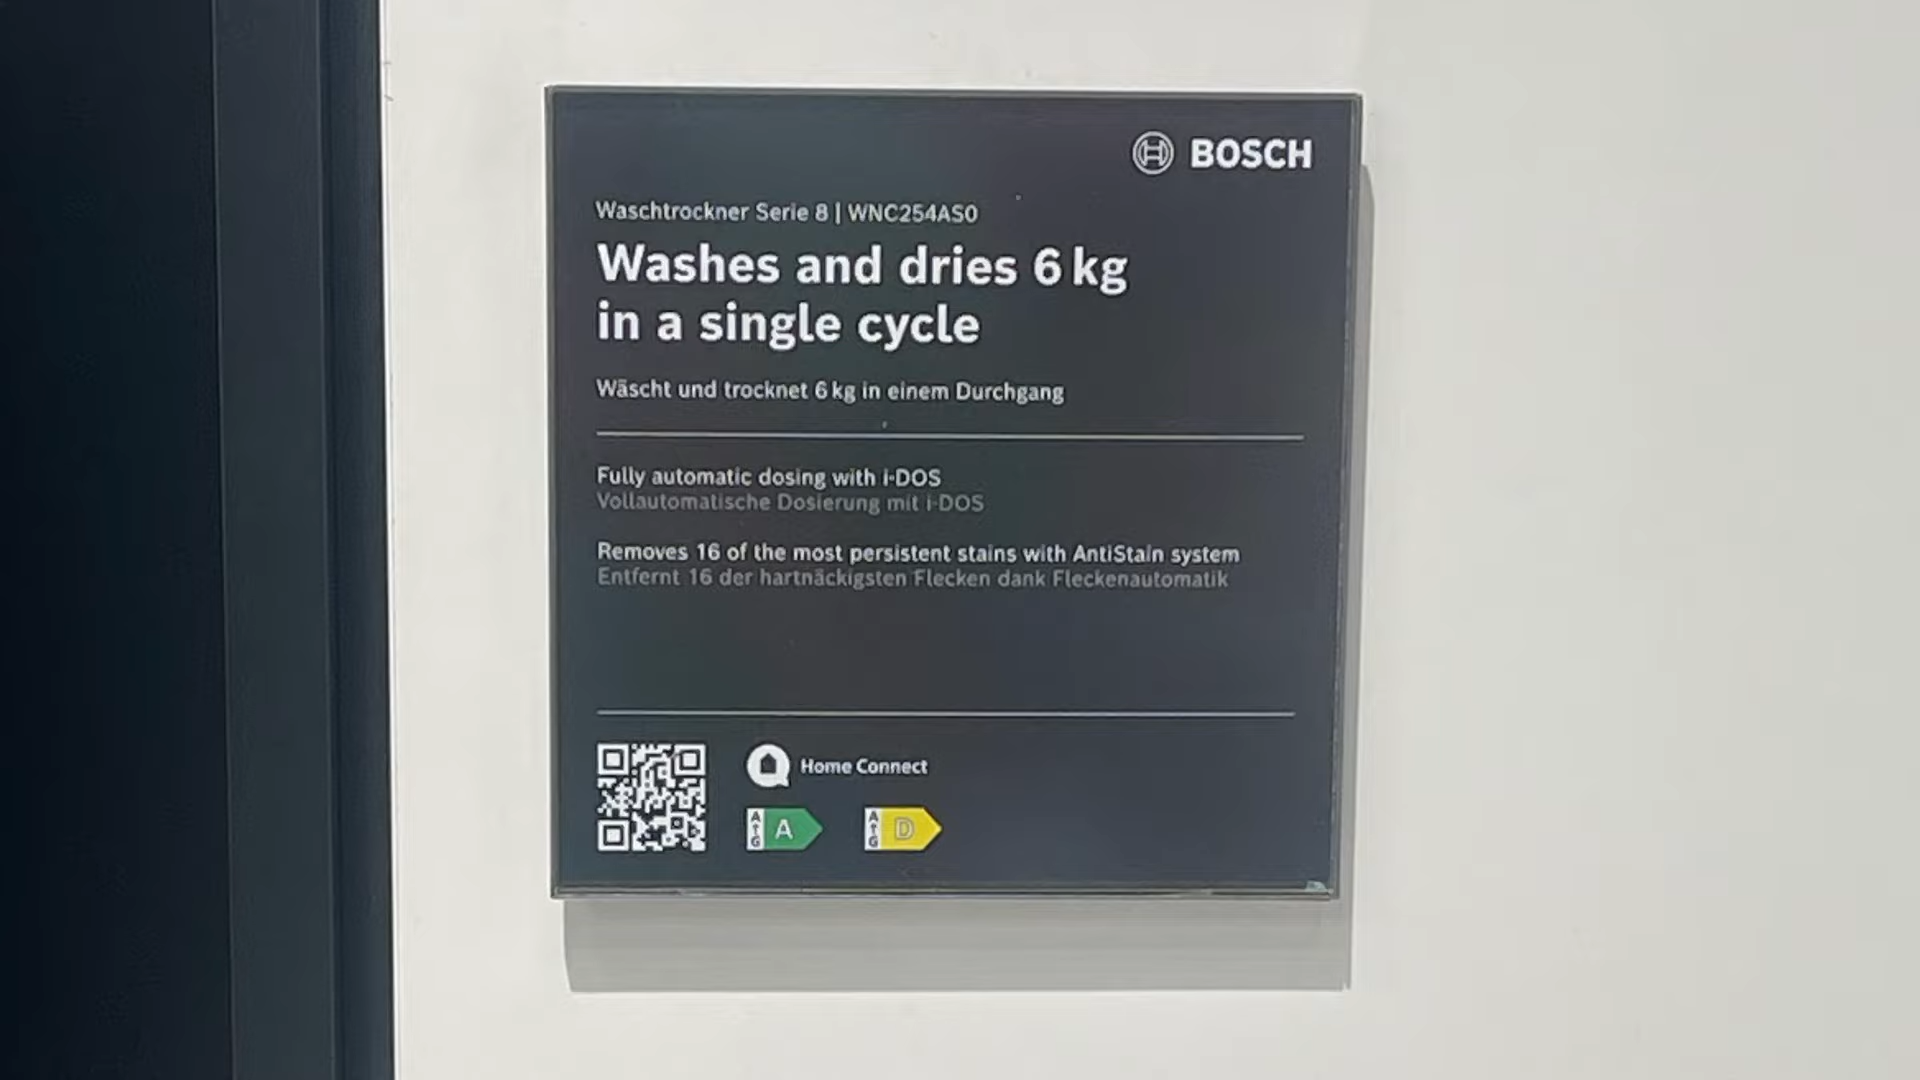 BOSCH
Waschtrockner Serie 8 | WNC254AS0
Washes and dries 6 kg
in a single cycle
Wäscht und trocknet 6 kg in einem Durchgang
Fully automatic dosing with i-DOS
Vollautomatische Dosierung mit i-DOS
Removes 16 of the most persistent stains with AntiStain system
Entfernt 16 der hartnäckigsten Flecken dank Fleckenautomatik
Home Connect
A↑G A
A↑G D